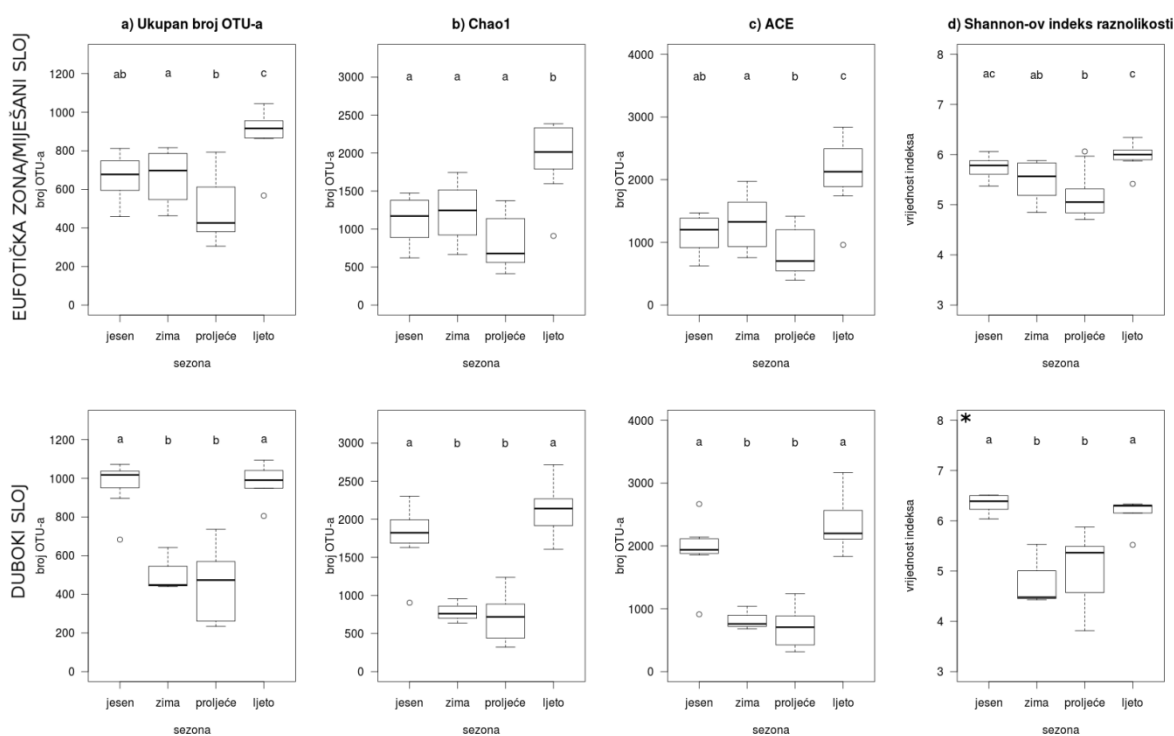 a) Ukupan broj OTU-a
b) Chao1
c) ACE
d) Shannon-ov indeks raznolikosti
EUFOTIČKA ZONA/MIJEŠANI SLOJ
broj OTU-a
1200
1000
800
600
400
200
0
ab a b c
jesen zima proljeće ljeto
sezona
broj OTU-a
3000
2500
2000
1500
1000
500
0
a a a b
jesen zima proljeće ljeto
sezona
broj OTU-a
4000
3000
2000
1000
0
ab a b c
jesen zima proljeće ljeto
sezona
vrijednost indeksa
8
7
6
5
4
3
ac ab b c
jesen zima proljeće ljeto
sezona
DUBOKI SLOJ
broj OTU-a
1200
1000
800
600
400
200
0
a b b a
jesen zima proljeće ljeto
sezona
broj OTU-a
3000
2500
2000
1500
1000
500
0
a b b a
jesen zima proljeće ljeto
sezona
broj OTU-a
4000
3000
2000
1000
0
a b b a
jesen zima proljeće ljeto
sezona
vrijednost indeksa
8
7
6
5
4
3
*
a b b a
jesen zima proljeće ljeto
sezona